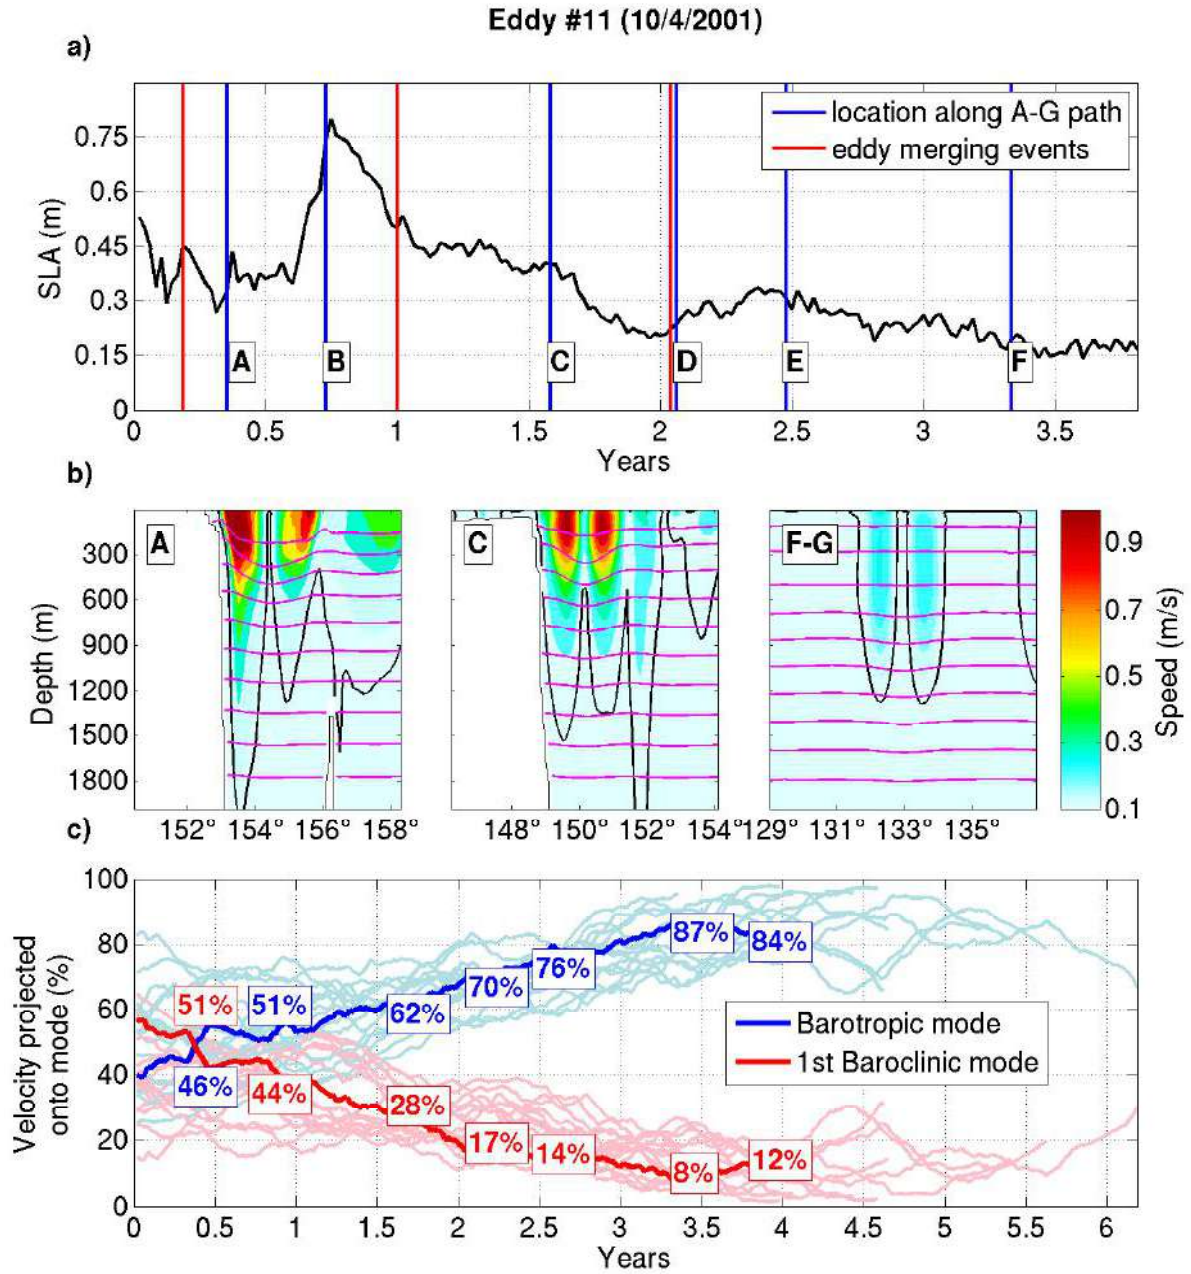 Eddy #11 (10/4/2001)
a)
SLA (m)
0.75
0.6
0.45
0.3
0.15
0
location along A-G path
eddy merging events
A
B
C
D
E
F
0 0.5 1 1.5 2 2.5 3 3.5
Years
b)
Depth (m)
300
600
900
1200
1500
1800
A
C
F-G
152° 154° 156° 158°
148° 150° 152° 154°
129° 131° 133° 135°
0.9
0.7
0.5
0.3
0.1
Speed (m/s)
c)
Velocity projected
onto mode (%)
100
80
60
40
20
0
51% 51% 62% 70% 76% 87% 84%
46% 44% 28% 17% 14% 8% 12%
Barotropic mode
1st Baroclinic mode
0 0.5 1 1.5 2 2.5 3 3.5 4 4.5 5 5.5 6
Years